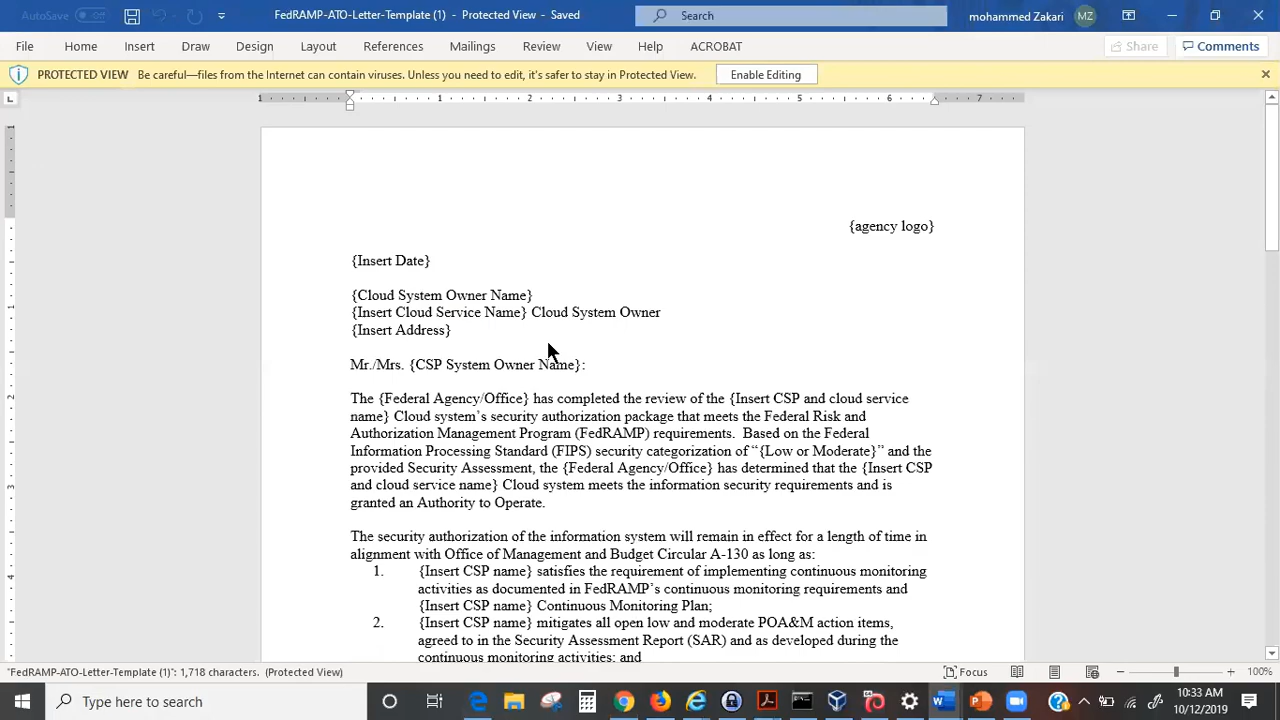 AutoSave Off
FedRAMP-ATO-Letter-Template (1) - Protected View - Saved
Search
mohammed Zakari MZ
File Home Insert Draw Design Layout References Mailings Review View Help ACROBAT Share Comments
PROTECTED VIEW Be careful—files from the Internet can contain viruses. Unless you need to edit, it's safer to stay in Protected View. Enable Editing
1 1 2 3 4 5 6 7
{agency logo}
{Insert Date}
{Cloud System Owner Name}
{Insert Cloud Service Name} Cloud System Owner
{Insert Address}
Mr./Mrs. {CSP System Owner Name}:
The {Federal Agency/Office} has completed the review of the {Insert CSP and cloud service
name} Cloud system's security authorization package that meets the Federal Risk and
Authorization Management Program (FedRAMP) requirements. Based on the Federal
Information Processing Standard (FIPS) security categorization of “{Low or Moderate}” and the
provided Security Assessment, the {Federal Agency/Office} has determined that the {Insert CSP
and cloud service name} Cloud system meets the information security requirements and is
granted an Authority to Operate.
The security authorization of the information system will remain in effect for a length of time in
alignment with Office of Management and Budget Circular A-130 as long as:
1. {Insert CSP name} satisfies the requirement of implementing continuous monitoring
activities as documented in FedRAMP's continuous monitoring requirements and
{Insert CSP name} Continuous Monitoring Plan;
2. {Insert CSP name} mitigates all open low and moderate POA&M action items,
agreed to in the Security Assessment Report (SAR) and as developed during the
continuous monitoring activities; and
"FedRAMP-ATO-Letter-Template (1)": 1,718 characters. (Protected View)
Focus
100%
Type here to search
10:33 AM
10/12/2019